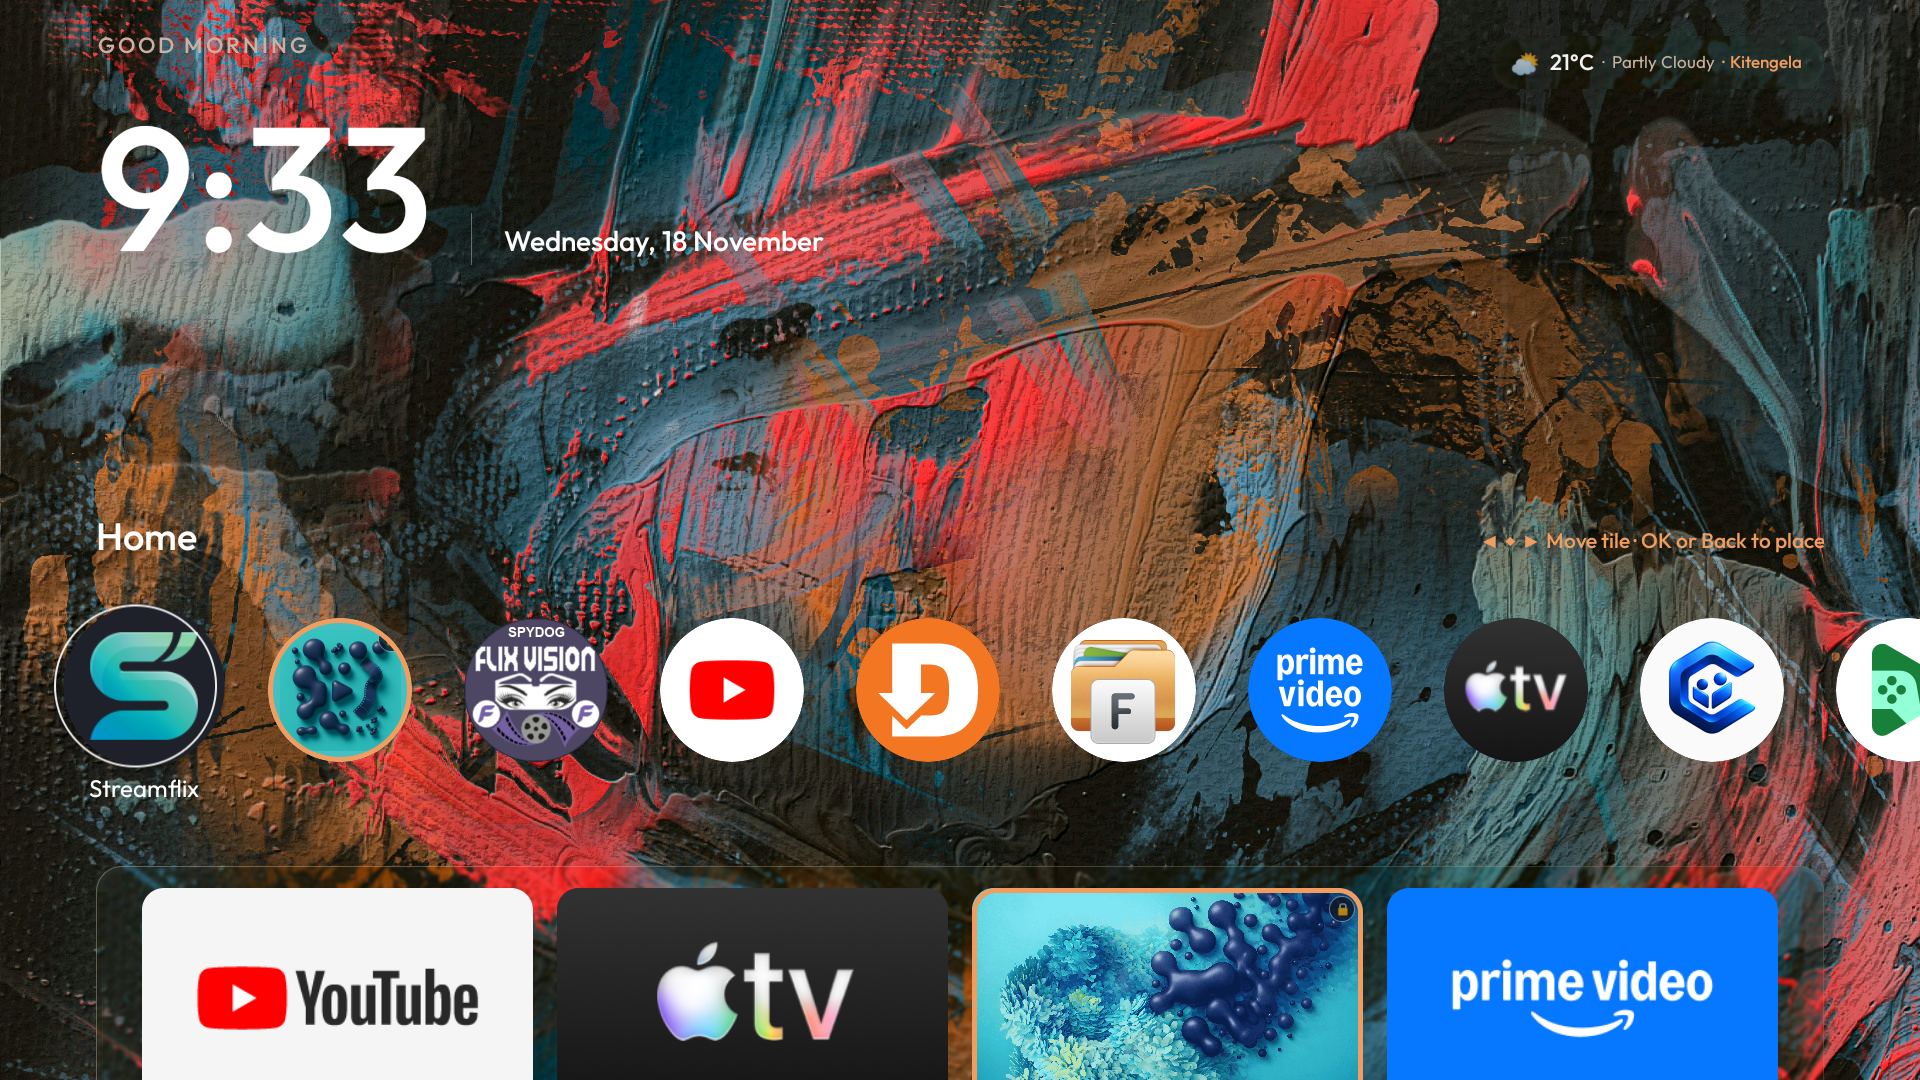 GOOD MORNING
21°C · Partly Cloudy · Kitengela
9:33
Wednesday, 18 November
Home
◄ ◆ ► Move tile · OK or Back to place
SPYDOG
FLIX VISION
F
F
D
F
prime
video
tv
Streamflix
YouTube
tv
prime video